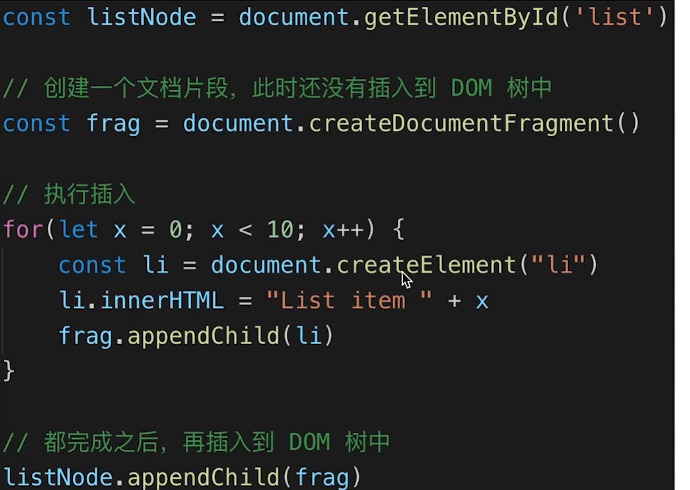 const listNode = document.getElementById('list')
// 创建一个文档片段，此时还没有插入到 DOM 树中
const frag = document.createDocumentFragment()
// 执行插入
for(let x = 0; x < 10; x++) {
    const li = document.createElement("li")
    li.innerHTML = "List item " + x
    frag.appendChild(li)
}
// 都完成之后，再插入到 DOM 树中
listNode.appendChild(frag)